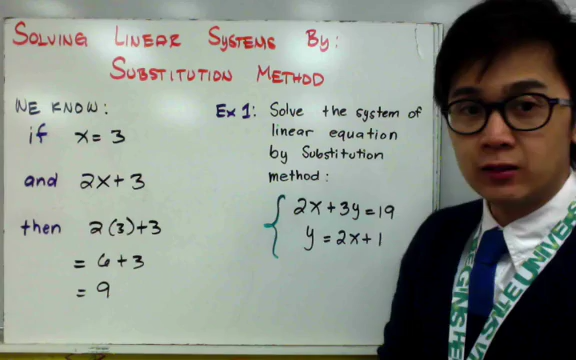 SOLVING LINEAR SYSTEMS BY:
SUBSTITUTION METHOD
WE KNOW:
if x = 3
and 2x + 3
then 2(3)+3
= 6 + 3
= 9
Ex 1: Solve the system of
linear equation
by Substitution
method:
2x + 3y = 19
y = 2x + 1